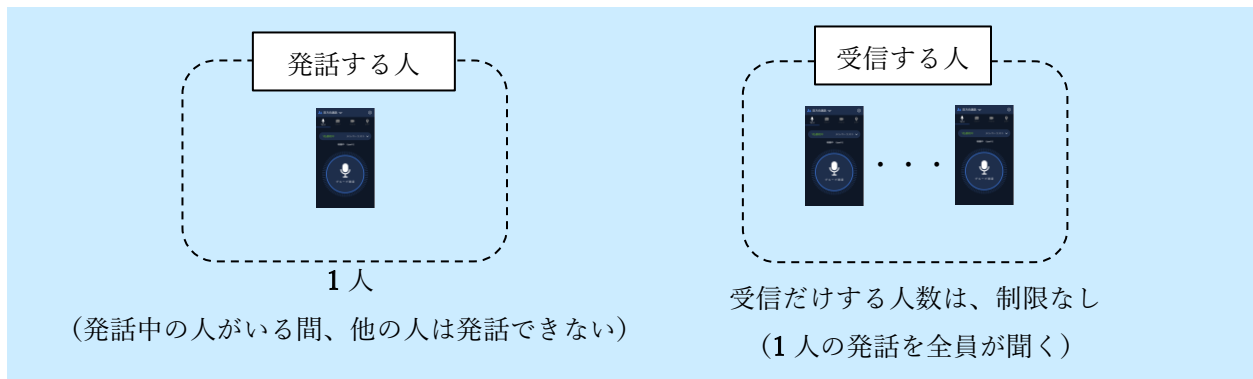 発話する人
1 人
（発話中の人がいる間、他の人は発話できない）
受信する人
・・・
受信だけする人数は、制限なし
（1 人の発話を全員が聞く）